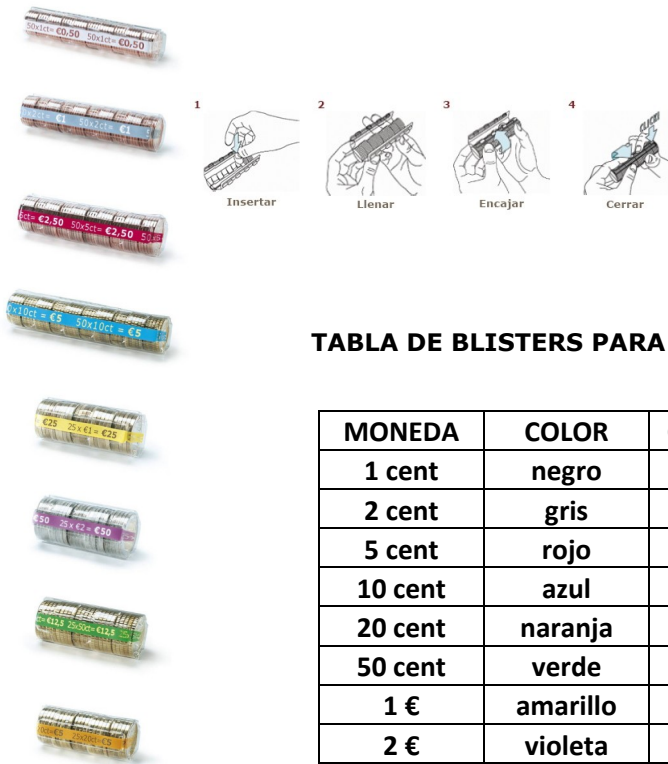 50x1ct= €0,50 50x1ct= €0,50
€1 50x2ct= €1
ct= €2,50 50x5ct= €2,50
50x10ct = €5
€25 25 x €1 = €25
€50 25 x €2 = €50
25x50ct= €12,5
25x20ct=€5
1 2 3 4
CLICK!
Insertar Llenar Encajar Cerrar
TABLA DE BLISTERS PARA
MONEDA COLOR
1 cent negro
2 cent gris
5 cent rojo
10 cent azul
20 cent naranja
50 cent verde
1 € amarillo
2 € violeta